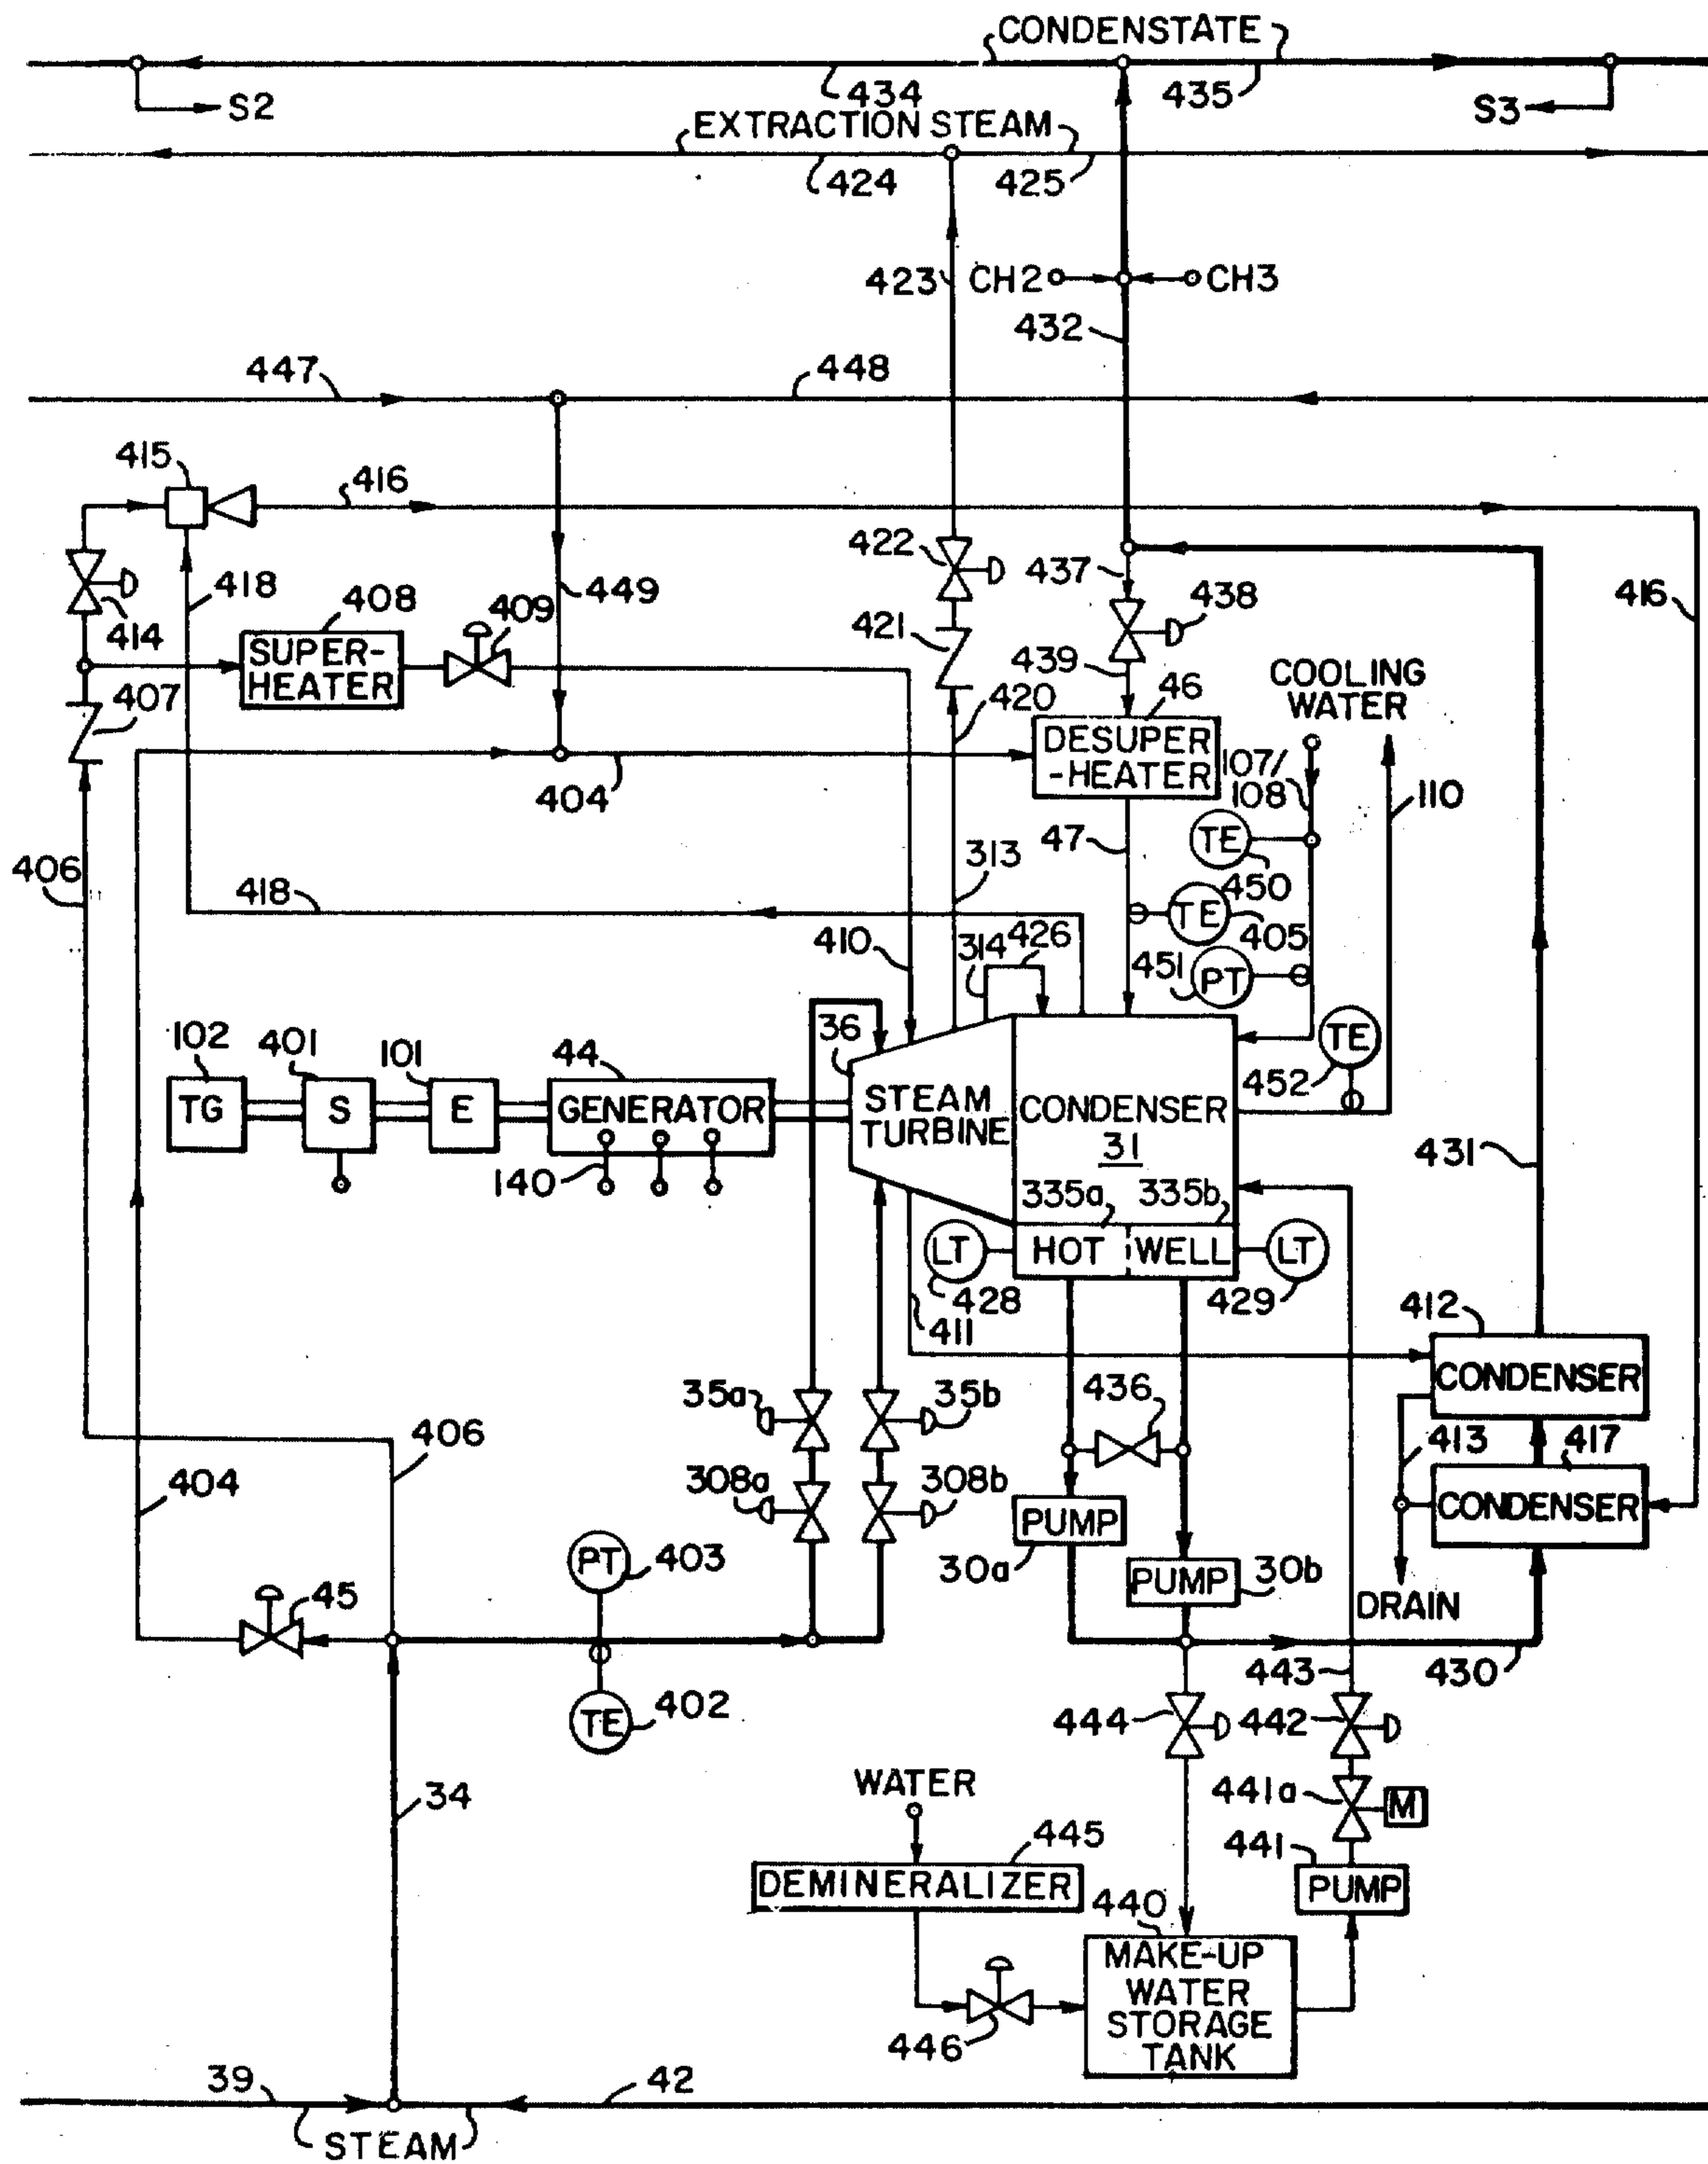 CONDENSTATE
S2
434
435
S3
EXTRACTION STEAM
424
425
423
CH2
CH3
432
447
448
415
416
422
437
438
416
418
408
409
449
414
421
439
SUPER-
HEATER
407
420
46
COOLING
WATER
DESUPER
-HEATER
107/
108
110
404
47
TE
450
406
418
313
TE
405
410
314
426
451
PT
102
401
101
44
36
TE
452
TG
S
E
GENERATOR
STEAM
TURBINE
CONDENSER
31
140
335a
335b
431
LT
HOT
WELL
LT
428
429
411
412
CONDENSER
35a
35b
436
406
413
417
404
308a
308b
CONDENSER
PUMP
PT
403
30a
PUMP
30b
45
DRAIN
443
430
TE
402
444
442
WATER
34
441a
M
445
441
DEMINERALIZER
PUMP
440
MAKE-UP
WATER
STORAGE
TANK
446
39
42
STEAM